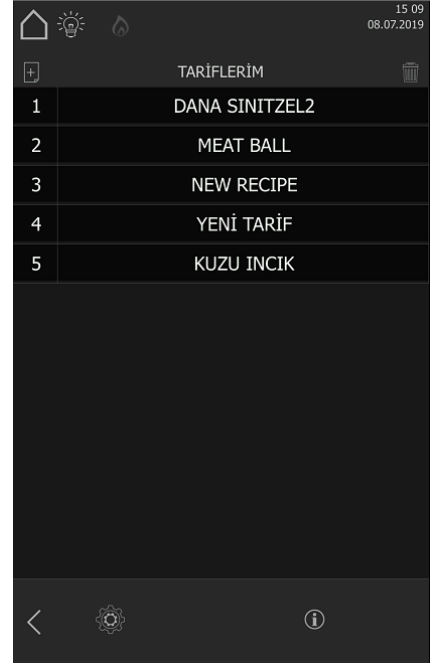 15 09
08.07.2019
TARİFLERİM
1 DANA SINITZEL2
2 MEAT BALL
3 NEW RECIPE
4 YENİ TARİF
5 KUZU INCIK